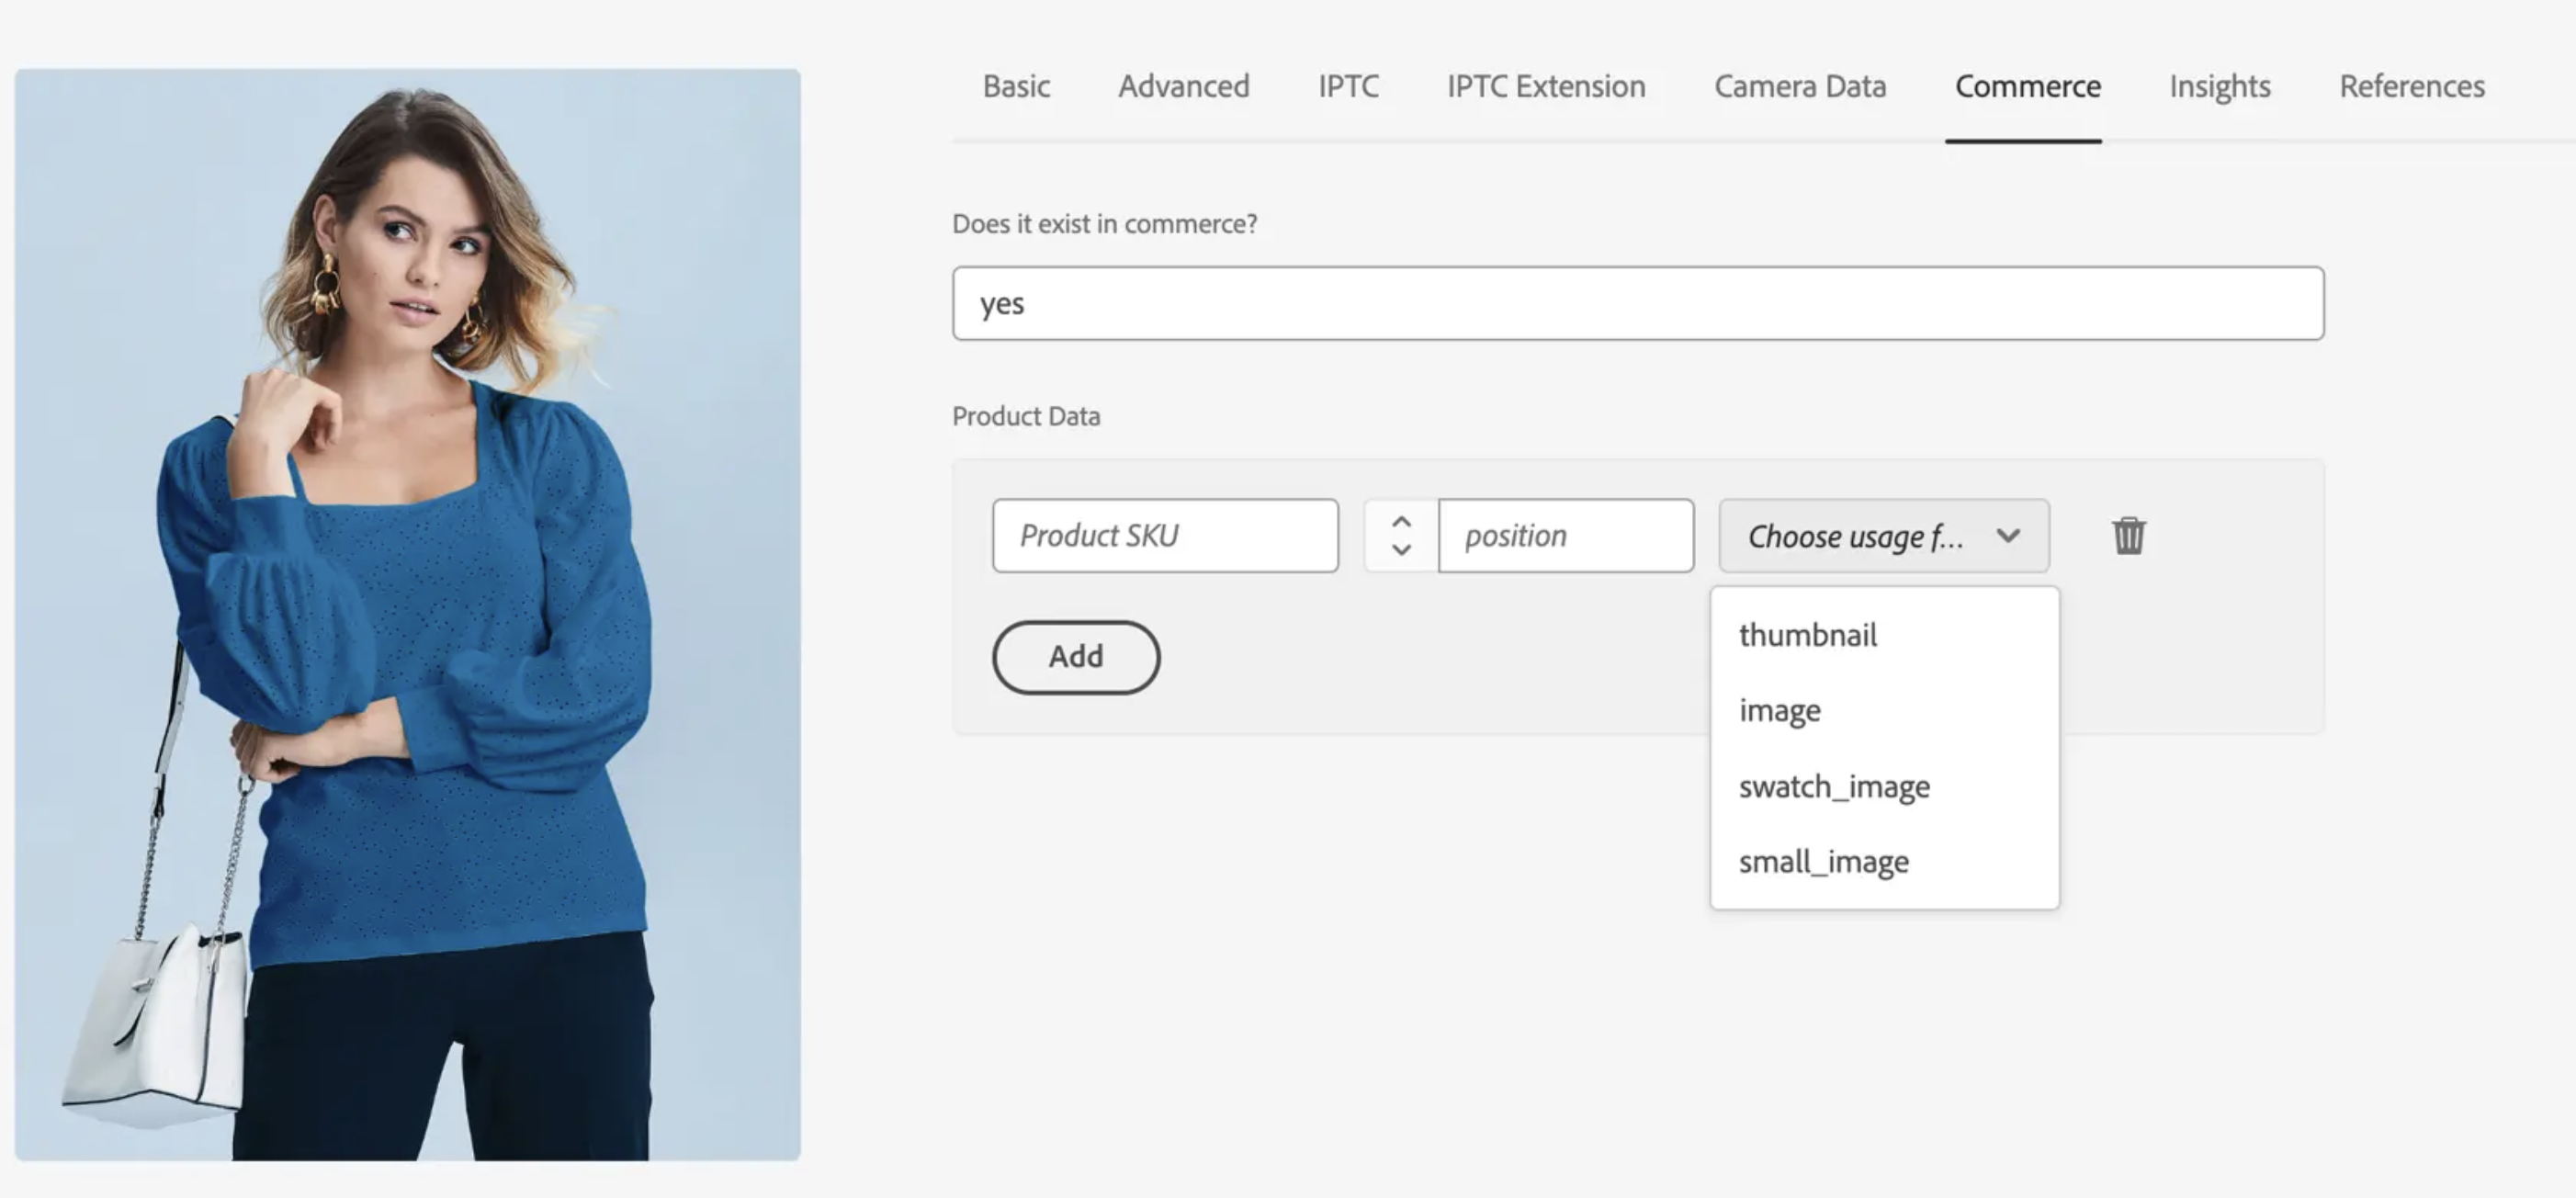 Basic Advanced IPTC IPTC Extension Camera Data Commerce Insights References
Does it exist in commerce?
yes
Product Data
Product SKU position Choose usage f...
Add
thumbnail
image
swatch_image
small_image